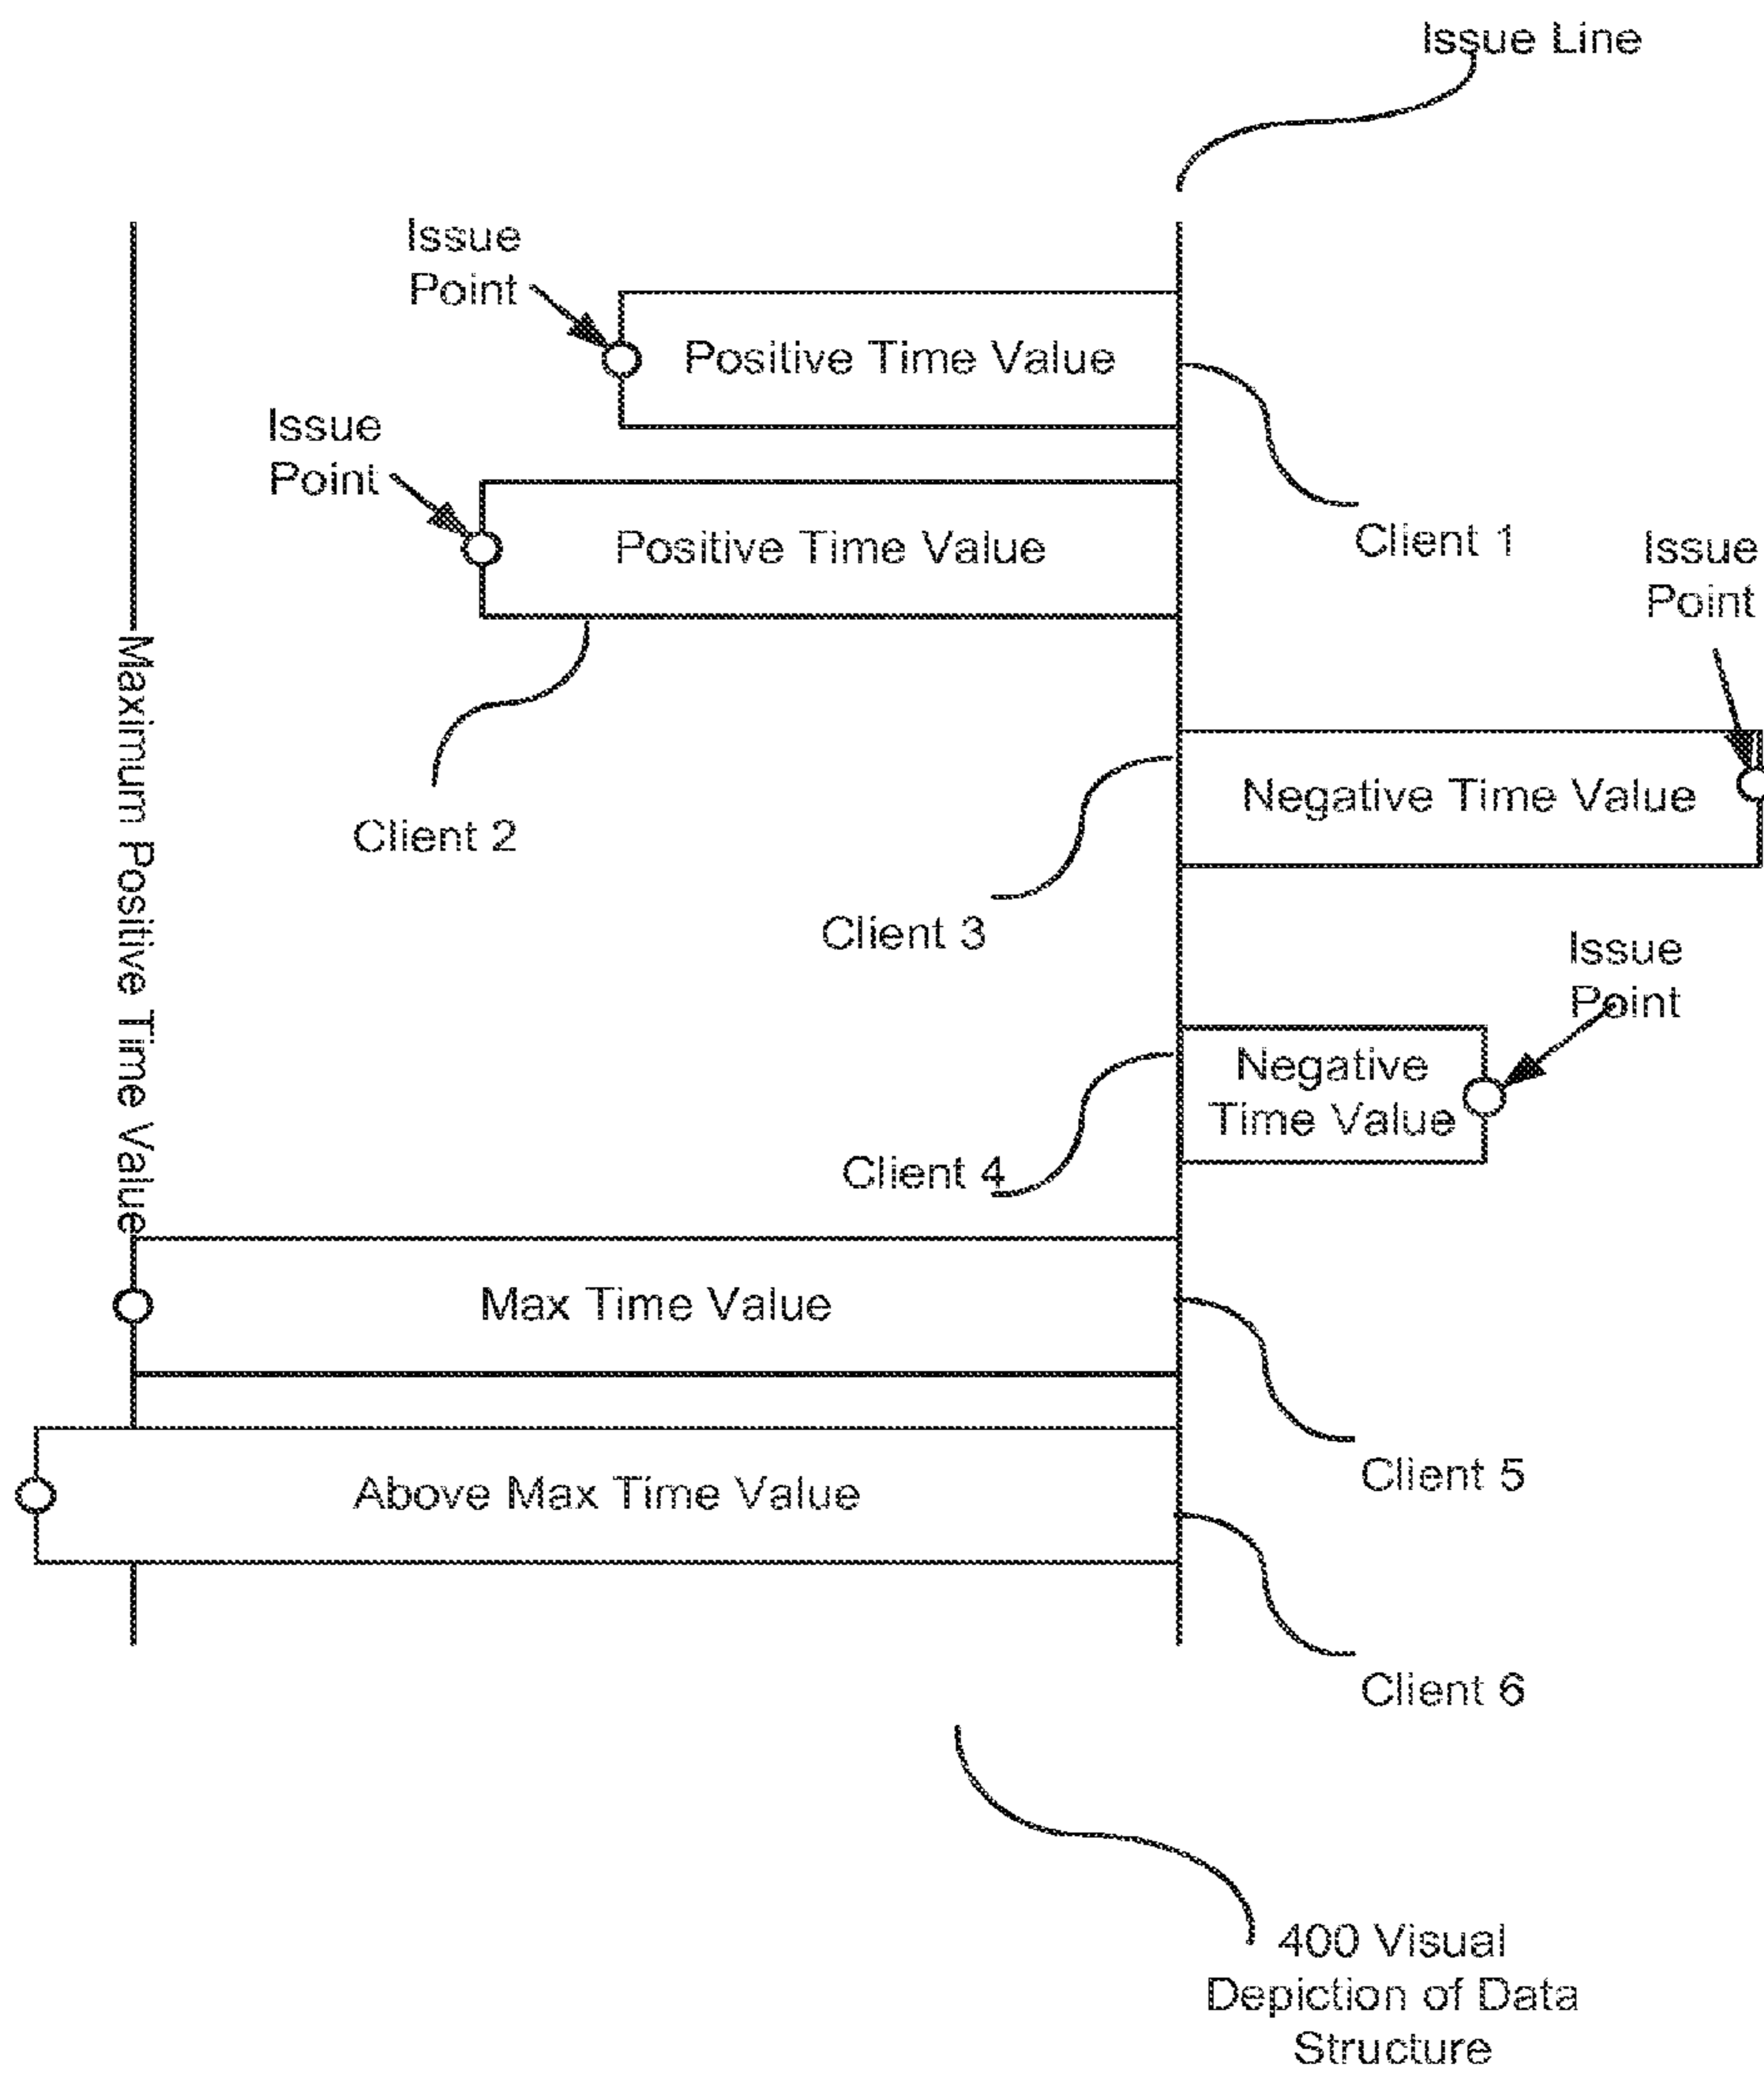 Issue Line
Issue
Point
Positive Time Value
Issue
Point
Positive Time Value
Client 1
Issue
Point
Maximum Positive Time Value
Negative Time Value
Client 2
Client 3
Issue
Point
Negative
Time Value
Client 4
Max Time Value
Client 5
Above Max Time Value
Client 6
400 Visual
Depiction of Data
Structure